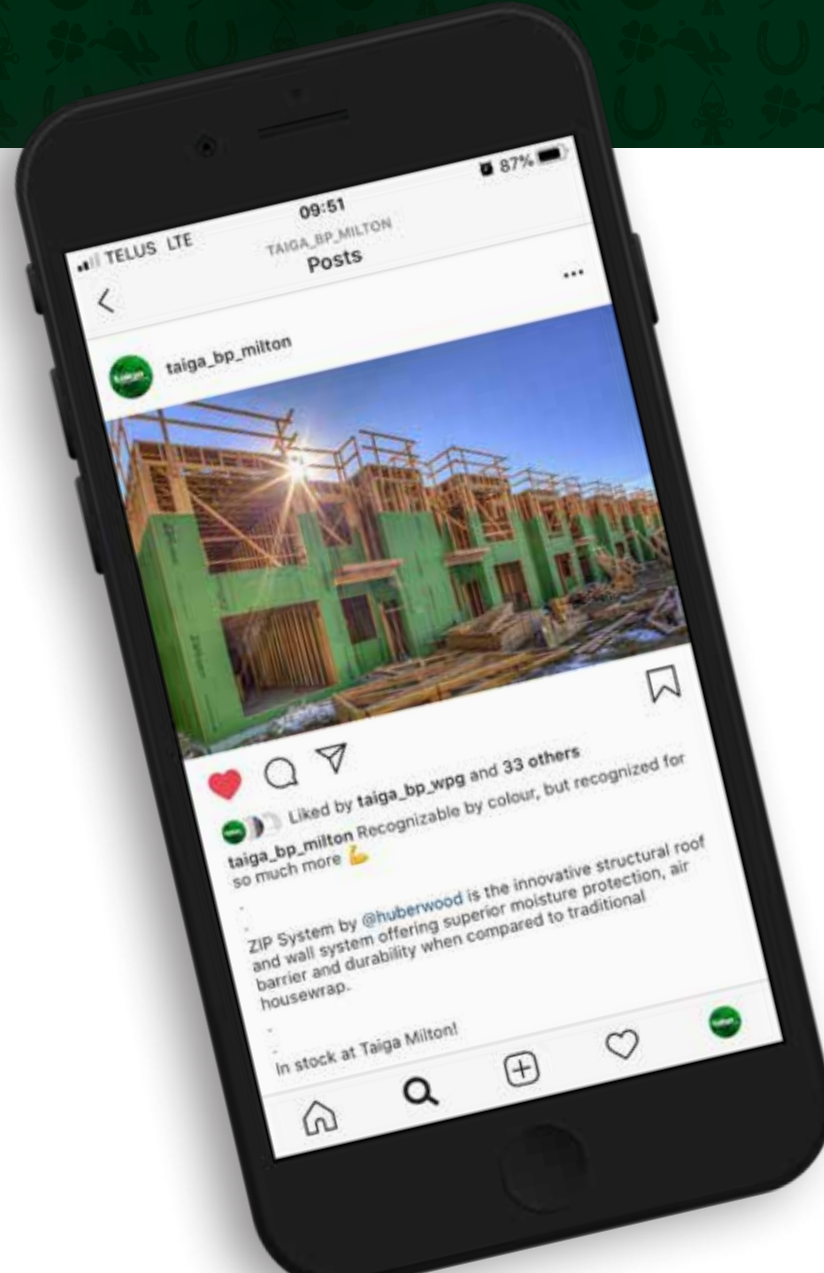 TELUS LTE
09:51
87%
TAIGA_BP_MILTON
Posts
taiga_bp_milton
Liked by taiga_bp_wpg and 33 others
taiga_bp_milton Recognizable by colour, but recognized for
so much more 💪
.
.
ZIP System by @huberwood is the innovative structural roof
and wall system offering superior moisture protection, air
barrier and durability when compared to traditional
housewrap.
.
.
In stock at Taiga Milton!